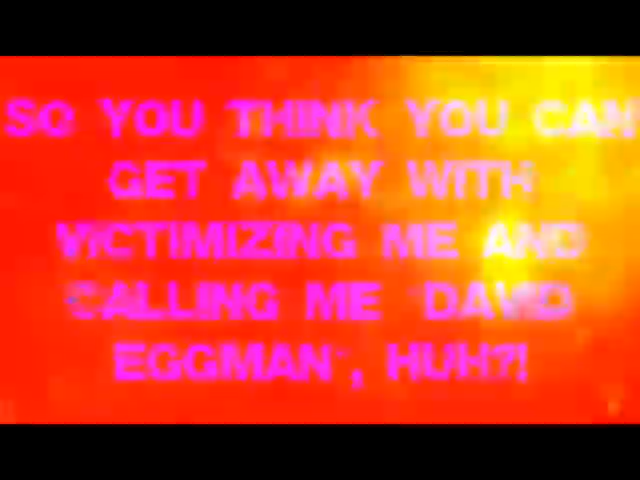 SO YOU THINK YOU CAN
GET AWAY WITH
VICTIMIZING ME AND
CALLING ME "DAVID
EGGMAN", HUH?!